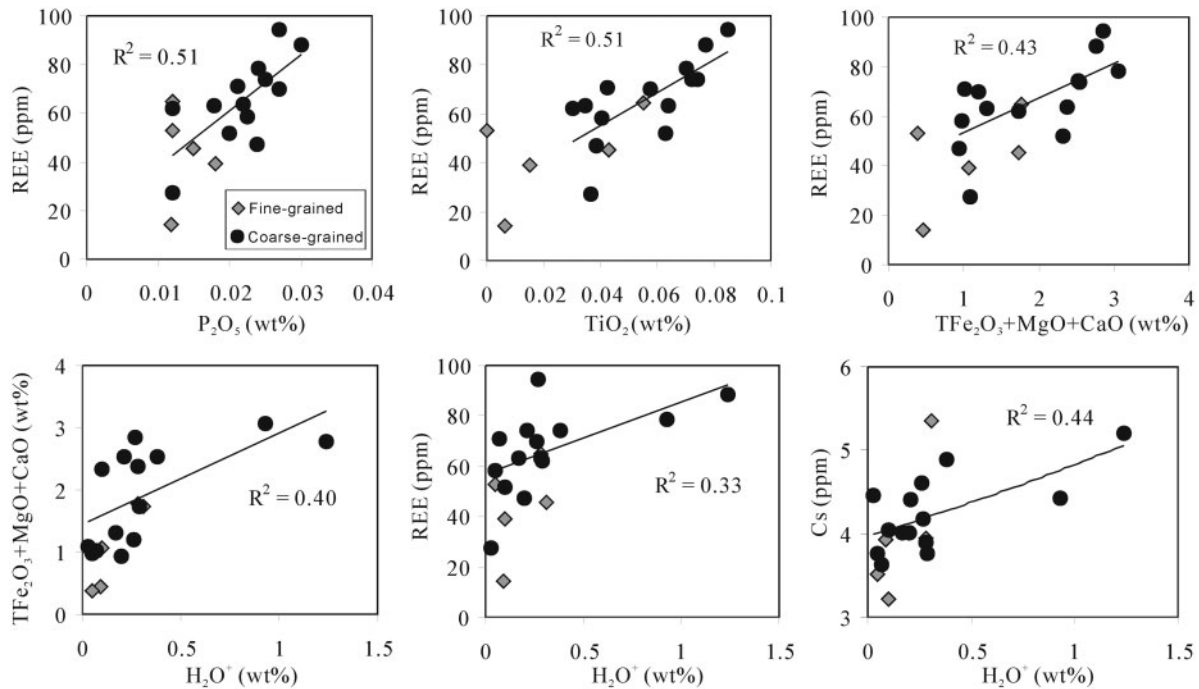 100
80
60
40
20
0
REE (ppm)
R² = 0.51
Fine-grained
Coarse-grained
0 0.01 0.02 0.03 0.04
P₂O₅ (wt%)
100
80
60
40
20
0
REE (ppm)
R² = 0.51
0 0.02 0.04 0.06 0.08 0.1
TiO₂ (wt%)
100
80
60
40
20
0
REE (ppm)
R² = 0.43
0 1 2 3 4
TFe₂O₃+MgO+CaO (wt%)
4
3
2
1
0
TFe₂O₃+MgO+CaO (wt%)
R² = 0.40
0 0.5 1 1.5
H₂O⁺ (wt%)
100
80
60
40
20
0
REE (ppm)
R² = 0.33
0 0.5 1 1.5
H₂O⁺ (wt%)
6
5
4
3
Cs (ppm)
R² = 0.44
0 0.5 1 1.5
H₂O⁺ (wt%)